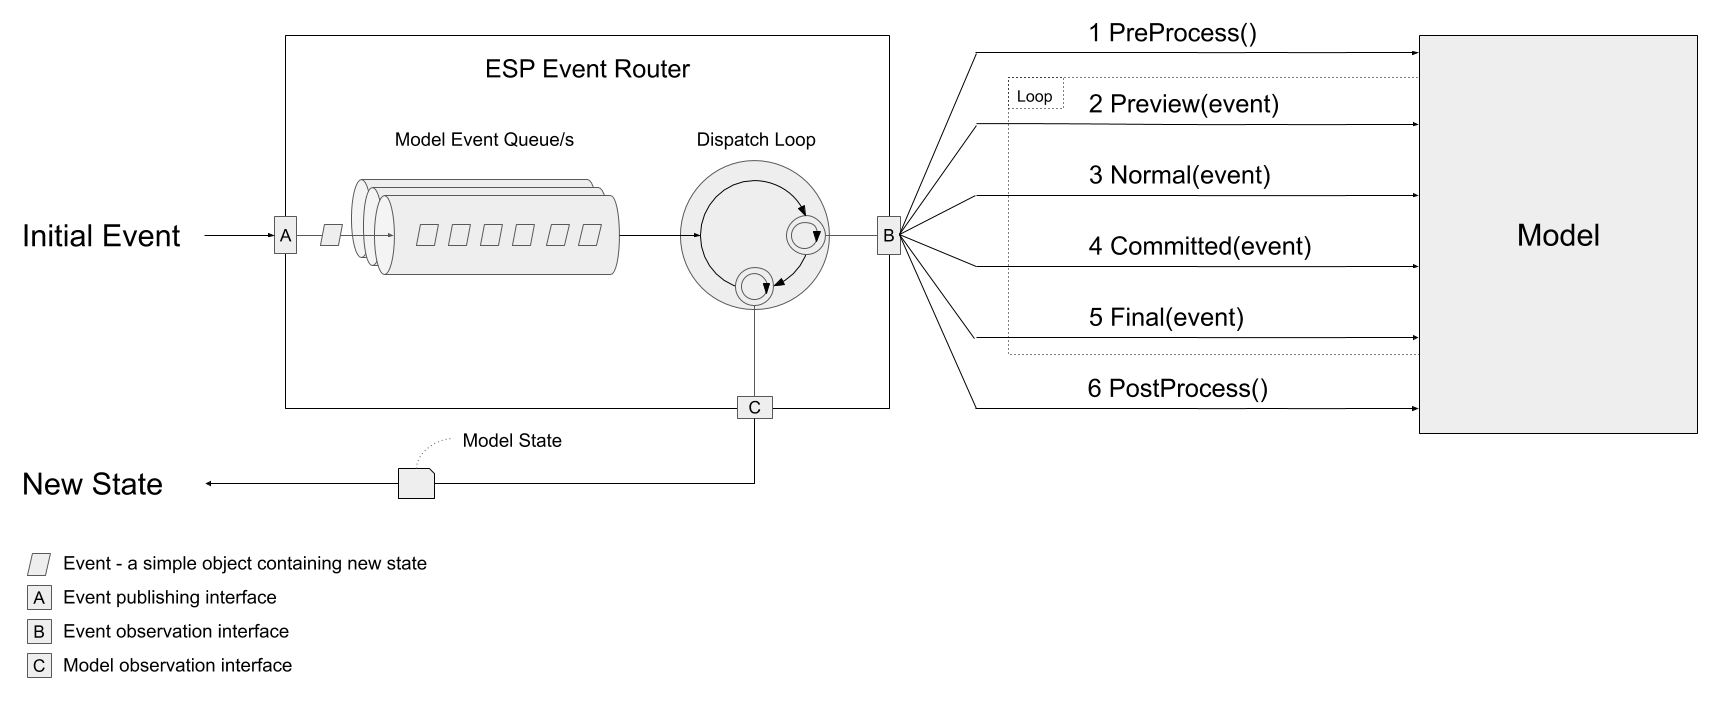 1 PreProcess()
ESP Event Router
Loop
2 Preview(event)
Model Event Queue/s
Dispatch Loop
3 Normal(event)
Initial Event
A
B
Model
4 Committed(event)
5 Final(event)
6 PostProcess()
C
Model State
New State
Event - a simple object containing new state
A Event publishing interface
B Event observation interface
C Model observation interface